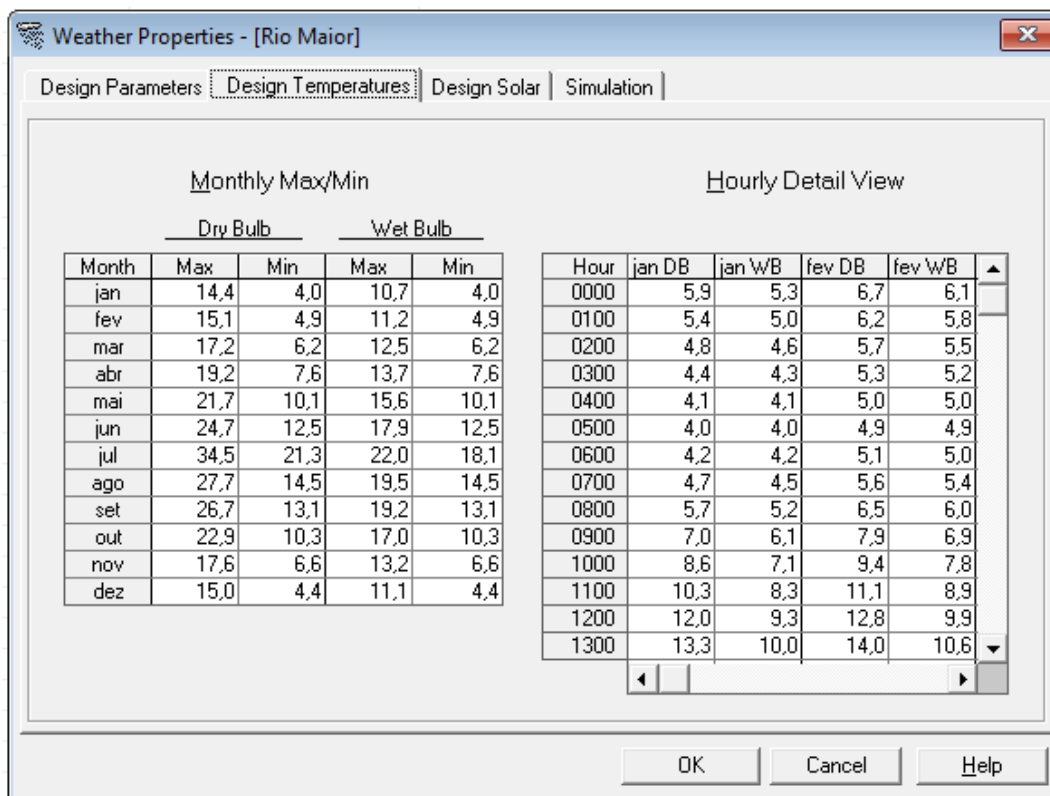 Weather Properties - [Rio Maior]
Design Parameters Design Temperatures Design Solar Simulation
Monthly Max/Min
Dry Bulb Wet Bulb
Month Max Min Max Min
jan 14,4 4,0 10,7 4,0
fev 15,1 4,9 11,2 4,9
mar 17,2 6,2 12,5 6,2
abr 19,2 7,6 13,7 7,6
mai 21,7 10,1 15,6 10,1
jun 24,7 12,5 17,9 12,5
jul 34,5 21,3 22,0 18,1
ago 27,7 14,5 19,5 14,5
set 26,7 13,1 19,2 13,1
out 22,9 10,3 17,0 10,3
nov 17,6 6,6 13,2 6,6
dez 15,0 4,4 11,1 4,4
Hourly Detail View
Hour jan DB jan WB fev DB fev WB
0000 5,9 5,3 6,7 6,1
0100 5,4 5,0 6,2 5,8
0200 4,8 4,6 5,7 5,5
0300 4,4 4,3 5,3 5,2
0400 4,1 4,1 5,0 5,0
0500 4,0 4,0 4,9 4,9
0600 4,2 4,2 5,1 5,0
0700 4,7 4,5 5,6 5,4
0800 5,7 5,2 6,5 6,0
0900 7,0 6,1 7,9 6,9
1000 8,6 7,1 9,4 7,8
1100 10,3 8,3 11,1 8,9
1200 12,0 9,3 12,8 9,9
1300 13,3 10,0 14,0 10,6
OK Cancel Help